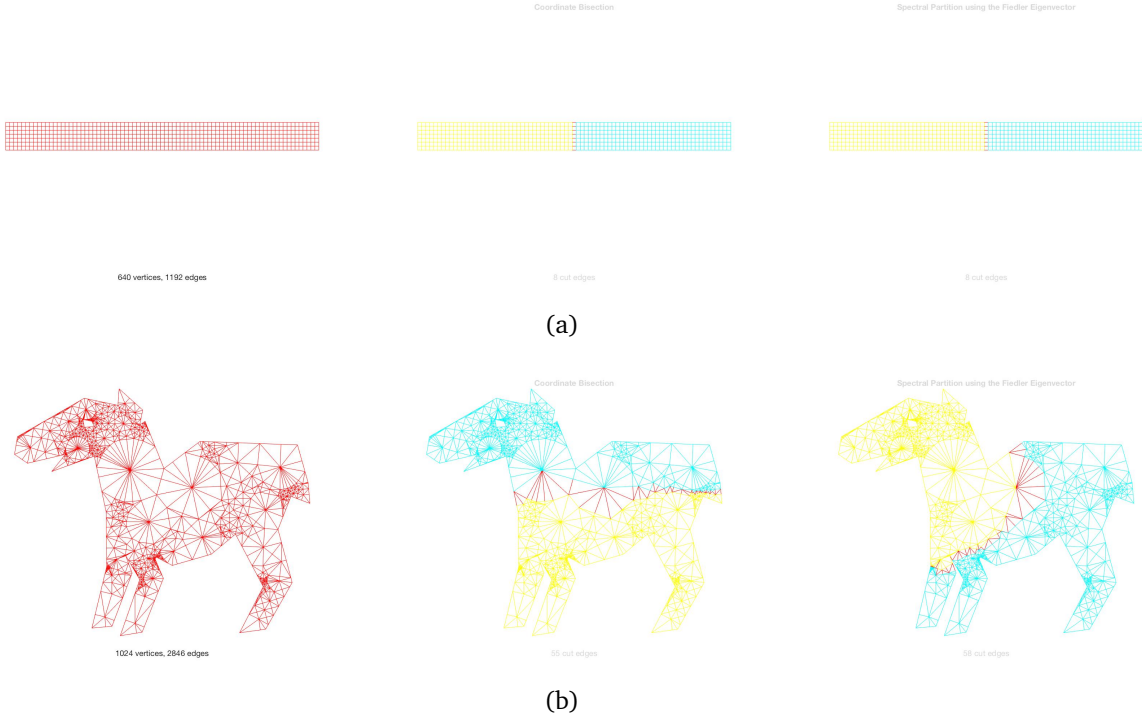 Coordinate Bisection
Spectral Partition using the Fiedler Eigenvector
640 vertices, 1192 edges
8 cut edges
8 cut edges
(a)
Coordinate Bisection
Spectral Partition using the Fiedler Eigenvector
1024 vertices, 2846 edges
55 cut edges
58 cut edges
(b)